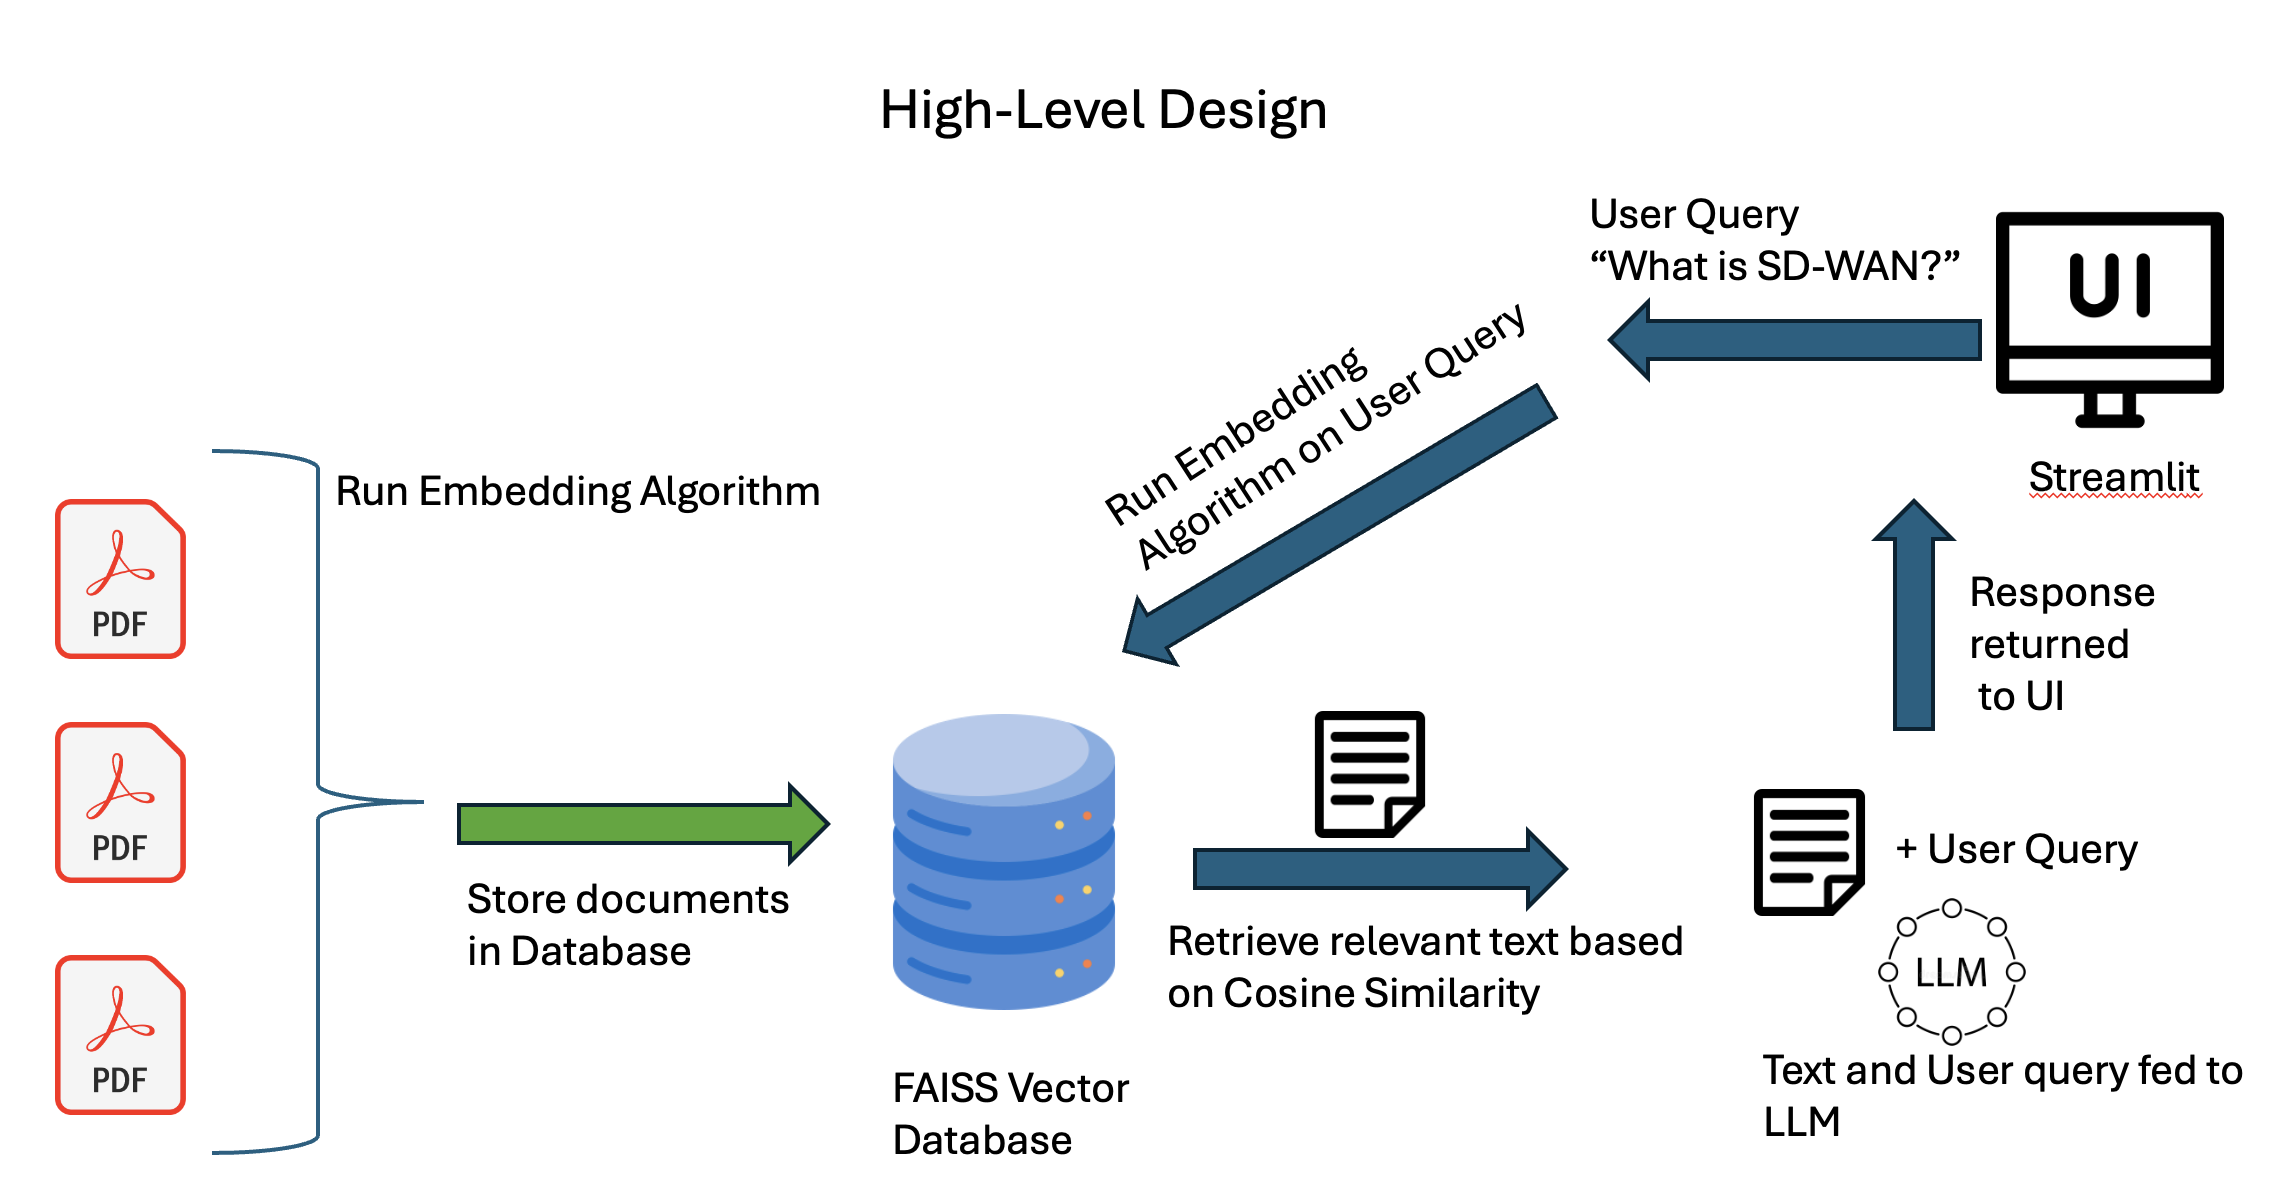 High-Level Design
User Query
“What is SD-WAN?”
UI
Streamlit
Run Embedding
Algorithm on User Query
Run Embedding Algorithm
PDF
PDF
PDF
Store documents
in Database
FAISS Vector
Database
Retrieve relevant text based
on Cosine Similarity
+ User Query
LLM
Text and User query fed to
LLM
Response
returned
to UI